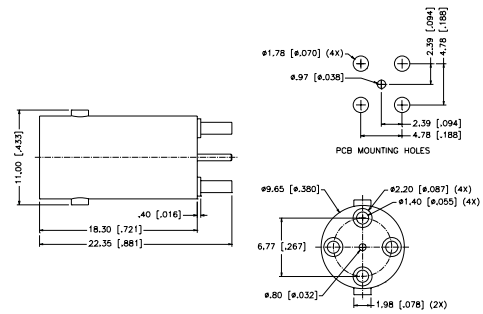 ø1.78 [ø.070] (4X)
ø.97 [ø.038]
2.39 [.094]
4.78 [.188]
2.39 [.094]
4.78 [.188]
PCB MOUNTING HOLES
11.00 [.433]
.40 [.016]
18.30 [.721]
22.35 [.881]
ø9.65 [ø.380]
ø2.20 [ø.087] (4X)
ø1.40 [ø.055] (4X)
6.77 [.267]
ø.80 [ø.032]
1.98 [.078] (2X)